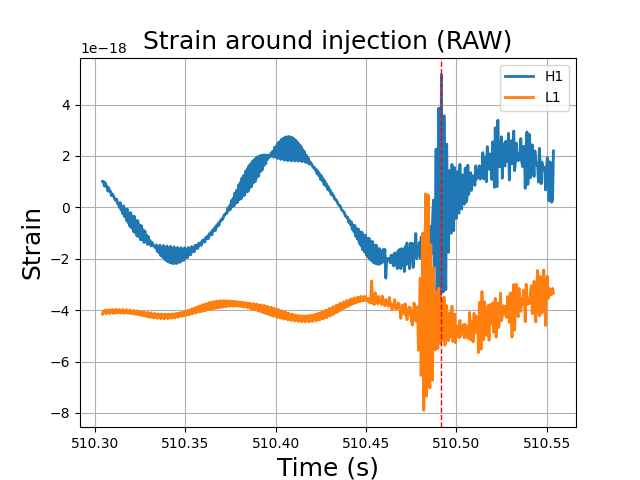 Strain around injection (RAW)
1e−18
H1
L1
4
2
0
−2
−4
−6
−8
Strain
510.30 510.35 510.40 510.45 510.50 510.55
Time (s)